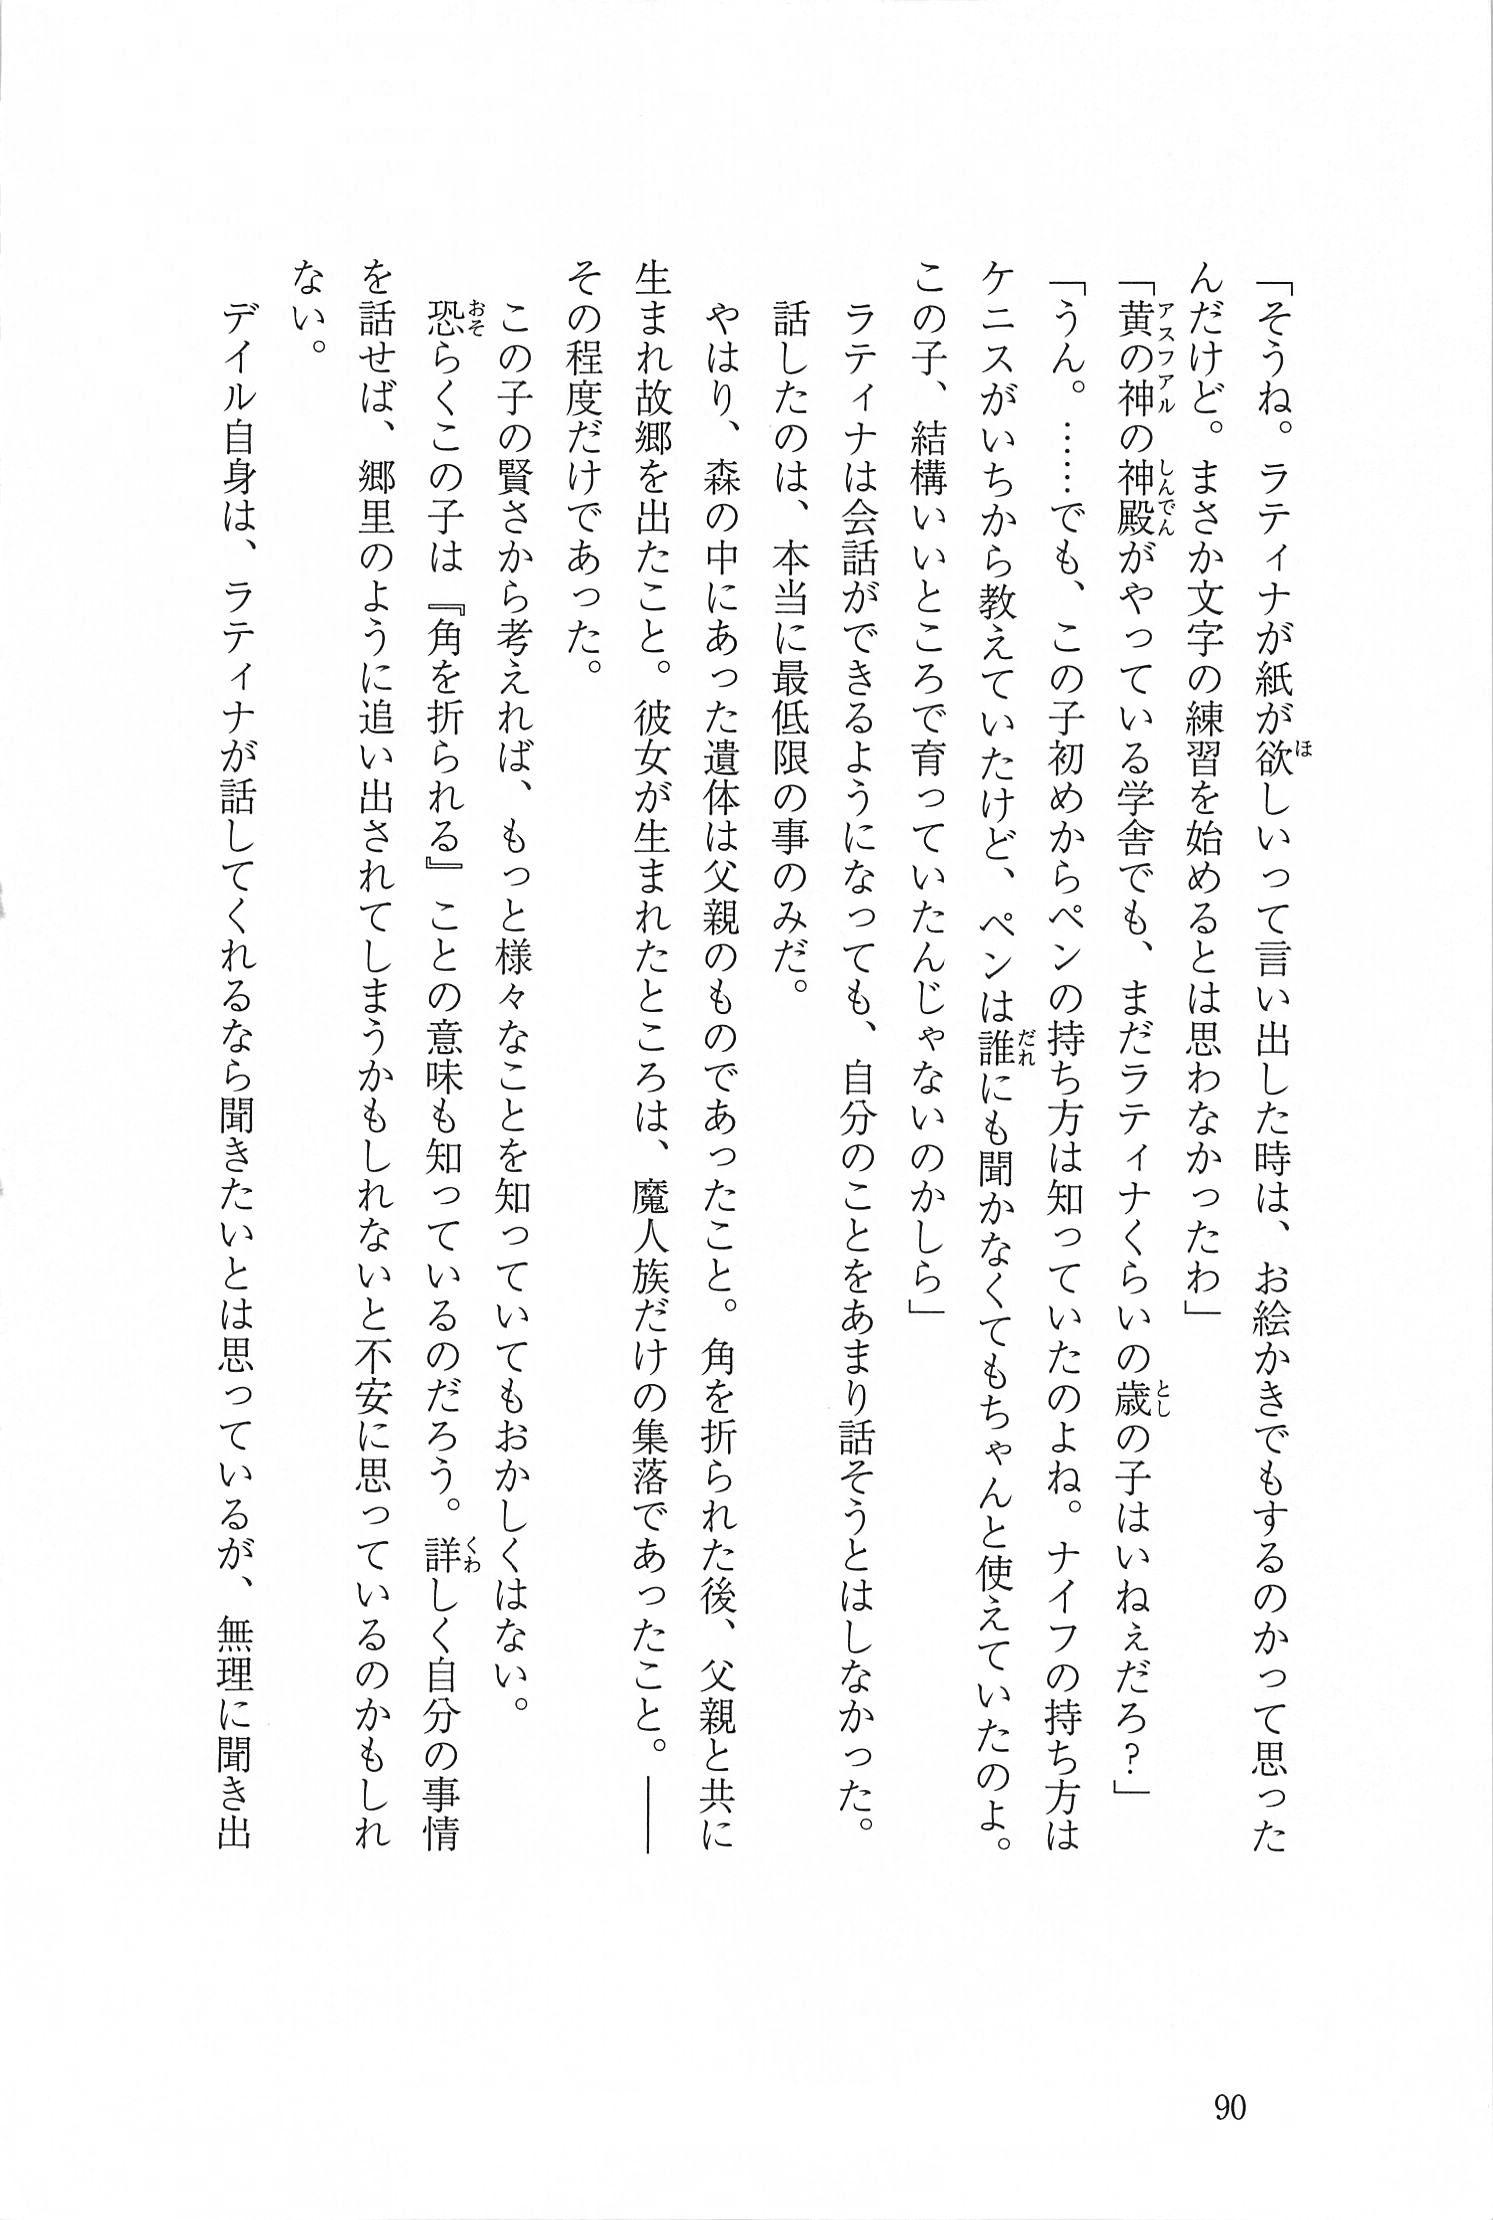 「そうね。ラティナが紙が欲しいって言い出した時は、お絵かきでもするのかって思った
んだけど。まさか文字の練習を始めるとは思わなかったわ」
「黄の神の神殿がやっている学舎でも、まだラティナくらいの歳の子はいねぇだろ？」
「うん。……でも、この子初めからペンの持ち方は知っていたのよね。ナイフの持ち方は
ケニスがいちから教えていたけど、ペンは誰にも聞かなくてもちゃんと使えていたのよ。
この子、結構いいところで育っていたんじゃないのかしら」
　ラティナは会話ができるようになっても、自分のことをあまり話そうとはしなかった。
　話したのは、本当に最低限の事のみだ。
　やはり、森の中にあった遺体は父親のものであったこと。角を折られた後、父親と共に
生まれ故郷を出たこと。彼女が生まれたところは、魔人族だけの集落であったこと。――
その程度だけであった。
　この子の賢さから考えれば、もっと様々なことを知っていてもおかしくはない。
　恐らくこの子は『角を折られる』ことの意味も知っているのだろう。詳しく自分の事情
を話せば、郷里のように追い出されてしまうかもしれないと不安に思っているのかもしれ
ない。
　デイル自身は、ラティナが話してくれるなら聞きたいとは思っているが、無理に聞き出
90